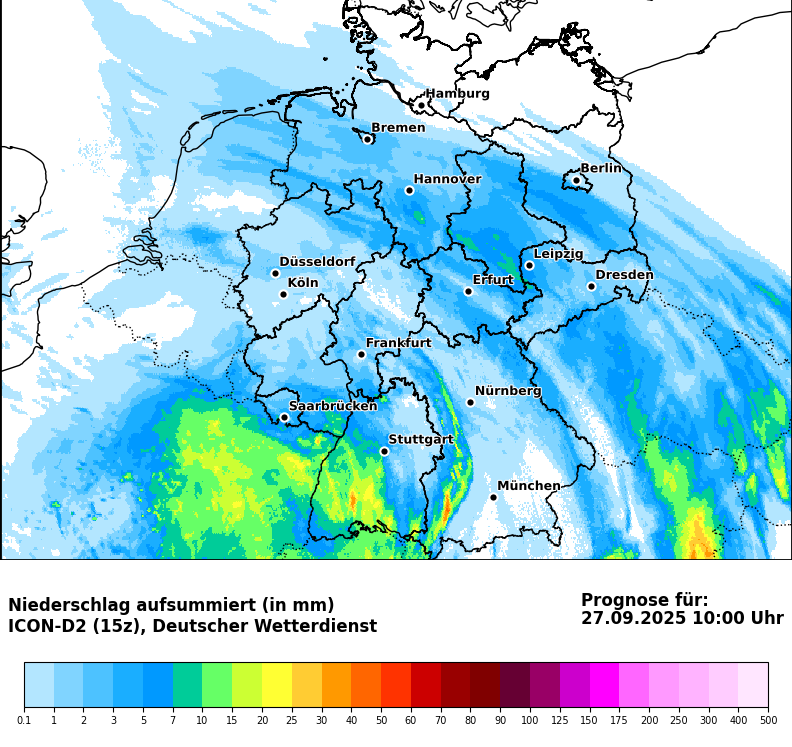 Hamburg
Bremen
Berlin
Hannover
Leipzig
Düsseldorf
Dresden
Köln
Erfurt
Frankfurt
Nürnberg
Saarbrücken
Stuttgart
München
Niederschlag aufsummiert (in mm)
ICON-D2 (15z), Deutscher Wetterdienst
Prognose für:
27.09.2025 10:00 Uhr
0.1 1 2 3 5 7 10 15 20 25 30 40 50 60 70 80 90 100 125 150 175 200 250 300 400 500